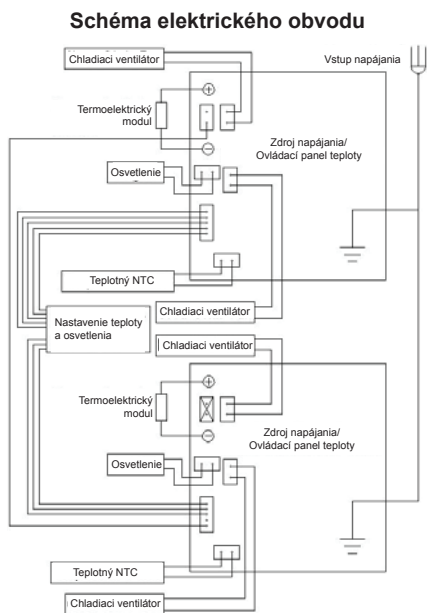 Schéma elektrického obvodu
Chladiaci ventilátor
Vstup napájania
Termoelektrický
modul
Zdroj napájania/
Ovládací panel teploty
Osvetlenie
Teplotný NTC
Chladiaci ventilátor
Nastavenie teploty
a osvetlenia
Chladiaci ventilátor
Termoelektrický
modul
Zdroj napájania/
Ovládací panel teploty
Osvetlenie
Teplotný NTC
Chladiaci ventilátor